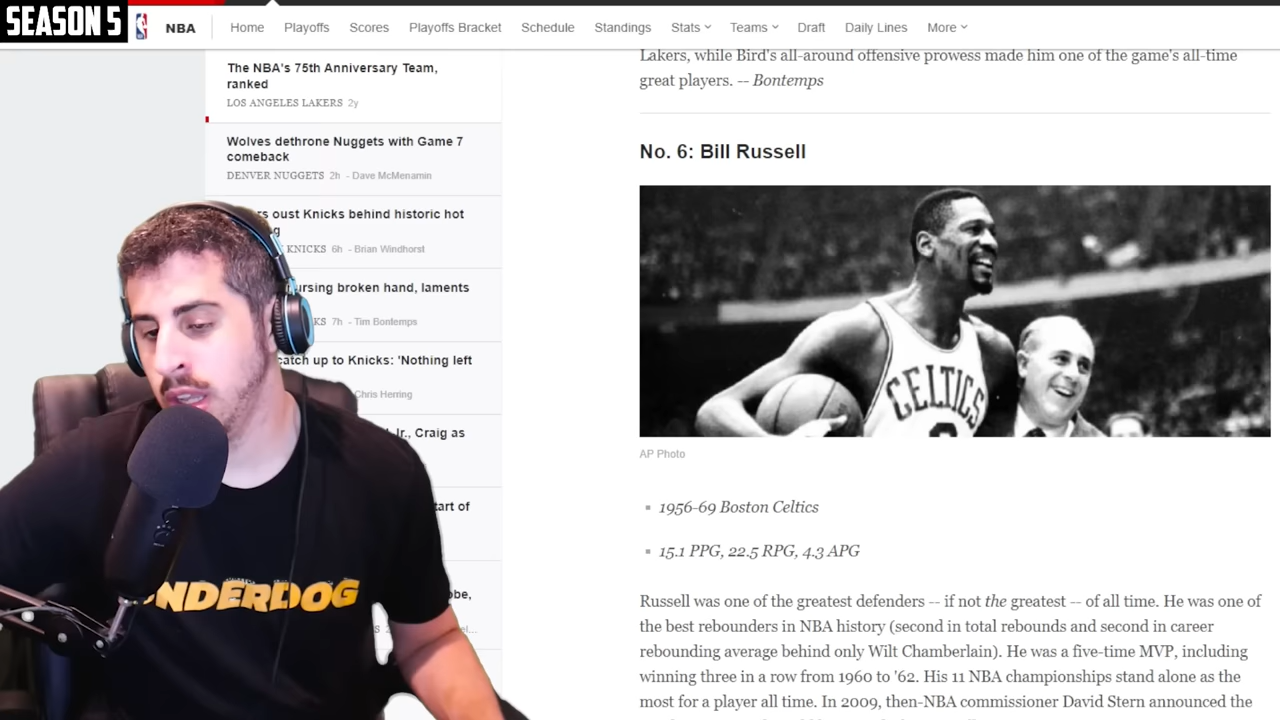 SEASON 5
NBA
Home
Playoffs
Scores
Playoffs Bracket
Schedule
Standings
Stats
Teams
Draft
Daily Lines
More
The NBA's 75th Anniversary Team,
ranked
LOS ANGELES LAKERS 2y
Wolves dethrone Nuggets with Game 7
comeback
DENVER NUGGETS 2h - Dave McMenamin
oust Knicks behind historic hot
KNICKS 6h - Brian Windhorst
broken hand, laments
7h - Tim Bontemps
catch up to Knicks: 'Nothing left
Chris Herring
Jr., Craig as
of
UNDERDOG
Lakers, while Bird's all-around offensive prowess made him one of the game's all-time
great players. -- Bontemps
No. 6: Bill Russell
CELTICS
AP Photo
1956-69 Boston Celtics
15.1 PPG, 22.5 RPG, 4.3 APG
Russell was one of the greatest defenders -- if not the greatest -- of all time. He was one of
the best rebounders in NBA history (second in total rebounds and second in career
rebounding average behind only Wilt Chamberlain). He was a five-time MVP, including
winning three in a row from 1960 to '62. His 11 NBA championships stand alone as the
most for a player all time. In 2009, then-NBA commissioner David Stern announced the